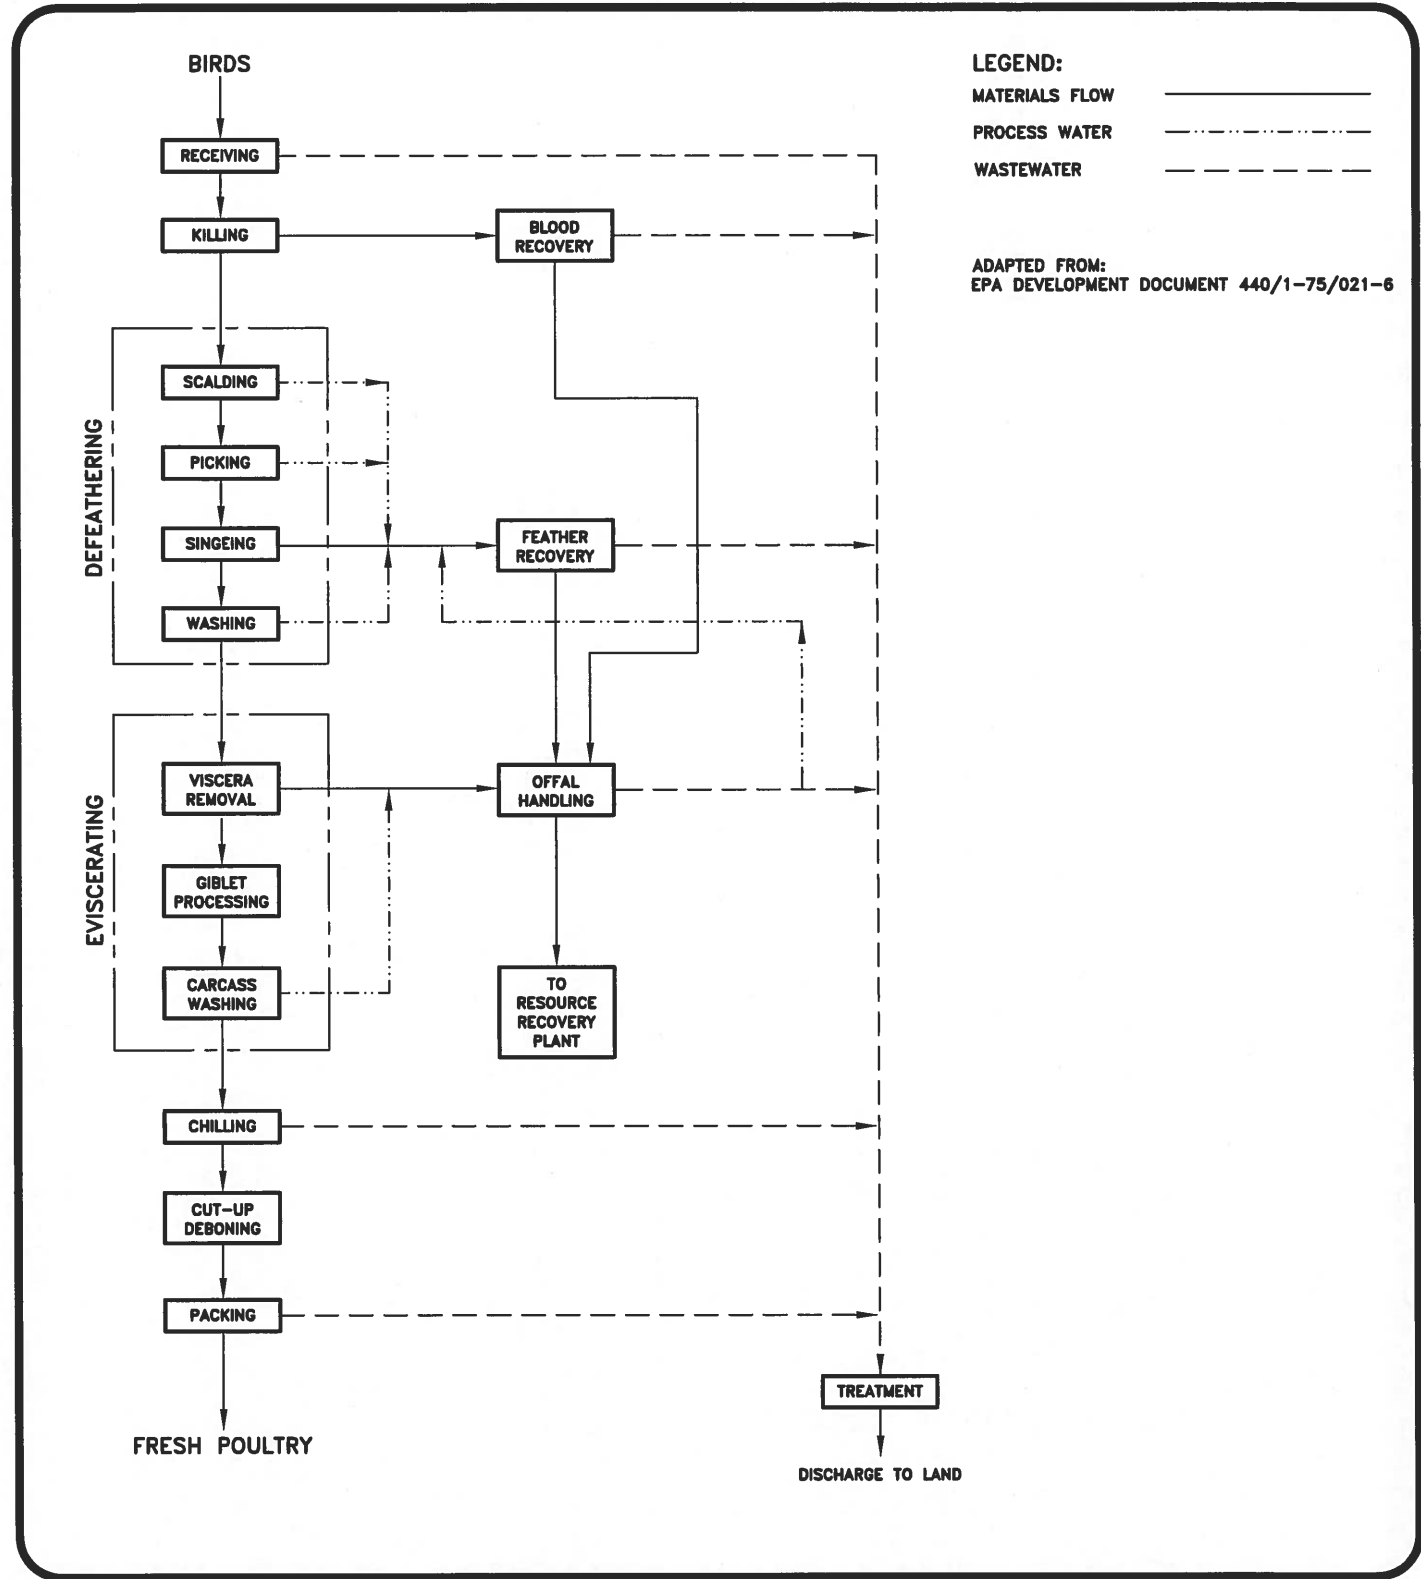 BIRDS
RECEIVING
KILLING
BLOOD
RECOVERY
DEFEATHERING
SCALDING
PICKING
SINGEING
WASHING
FEATHER
RECOVERY
EVISCERATING
VISCERA
REMOVAL
GIBLET
PROCESSING
CARCASS
WASHING
OFFAL
HANDLING
TO
RESOURCE
RECOVERY
PLANT
CHILLING
CUT-UP
DEBONING
PACKING
FRESH POULTRY
TREATMENT
DISCHARGE TO LAND
LEGEND:
MATERIALS FLOW
PROCESS WATER
WASTEWATER
ADAPTED FROM:
EPA DEVELOPMENT DOCUMENT 440/1-75/021-6